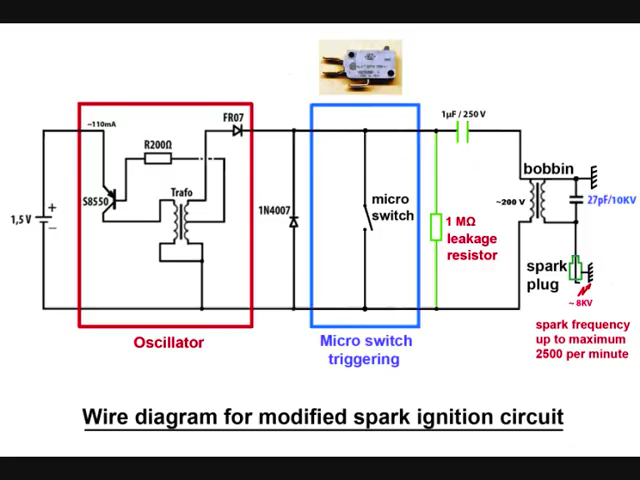 1µF / 250 V
FR07
~110mA
R200Ω
bobbin
Trafo
S8550
micro
switch
~200 V
27pF/10KV
1N4007
+
1,5 V
−
1 MΩ
leakage
resistor
spark
plug
~ 8KV
spark frequency
up to maximum
2500 per minute
Oscillator
Micro switch
triggering
Wire diagram for modified spark ignition circuit